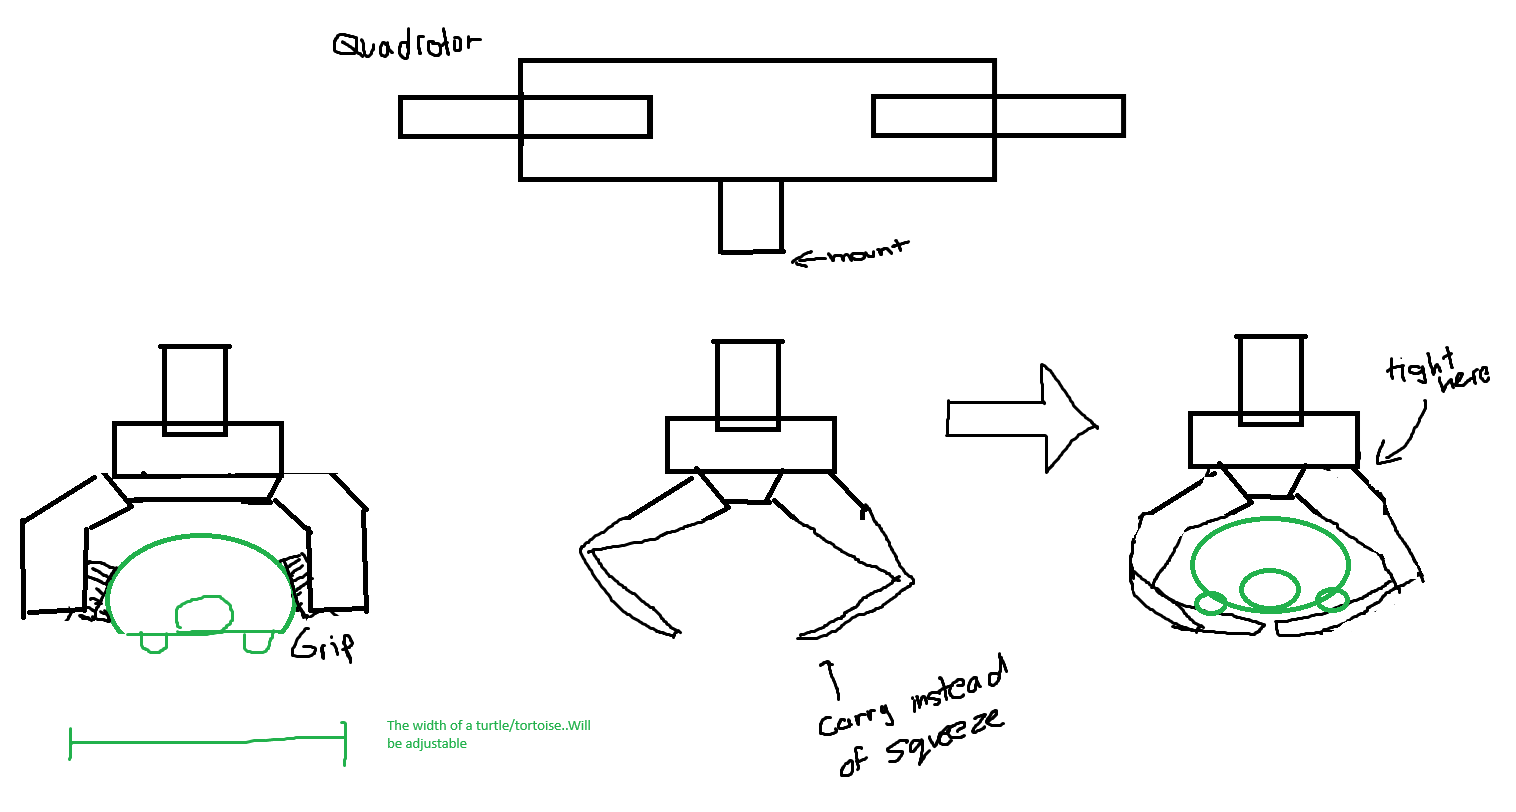 Quadrotor
mount
tight
here
Grip
Carry instead
of squeeze
The width of a turtle/tortoise..Will
be adjustable